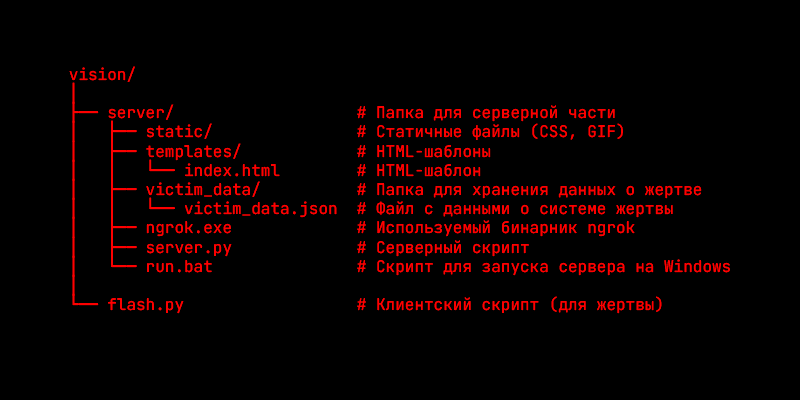 vision/
│
├── server/                   # Папка для серверной части
│   ├── static/               # Статичные файлы (CSS, GIF)
│   ├── templates/            # HTML-шаблоны
│   │   └── index.html        # HTML-шаблон
│   ├── victim_data/          # Папка для хранения данных о жертве
│   │   └── victim_data.json  # Файл с данными о системе жертвы
│   ├── ngrok.exe             # Используемый бинарник ngrok
│   ├── server.py             # Серверный скрипт
│   └── run.bat               # Скрипт для запуска сервера на Windows
│
└── flash.py                  # Клиентский скрипт (для жертвы)